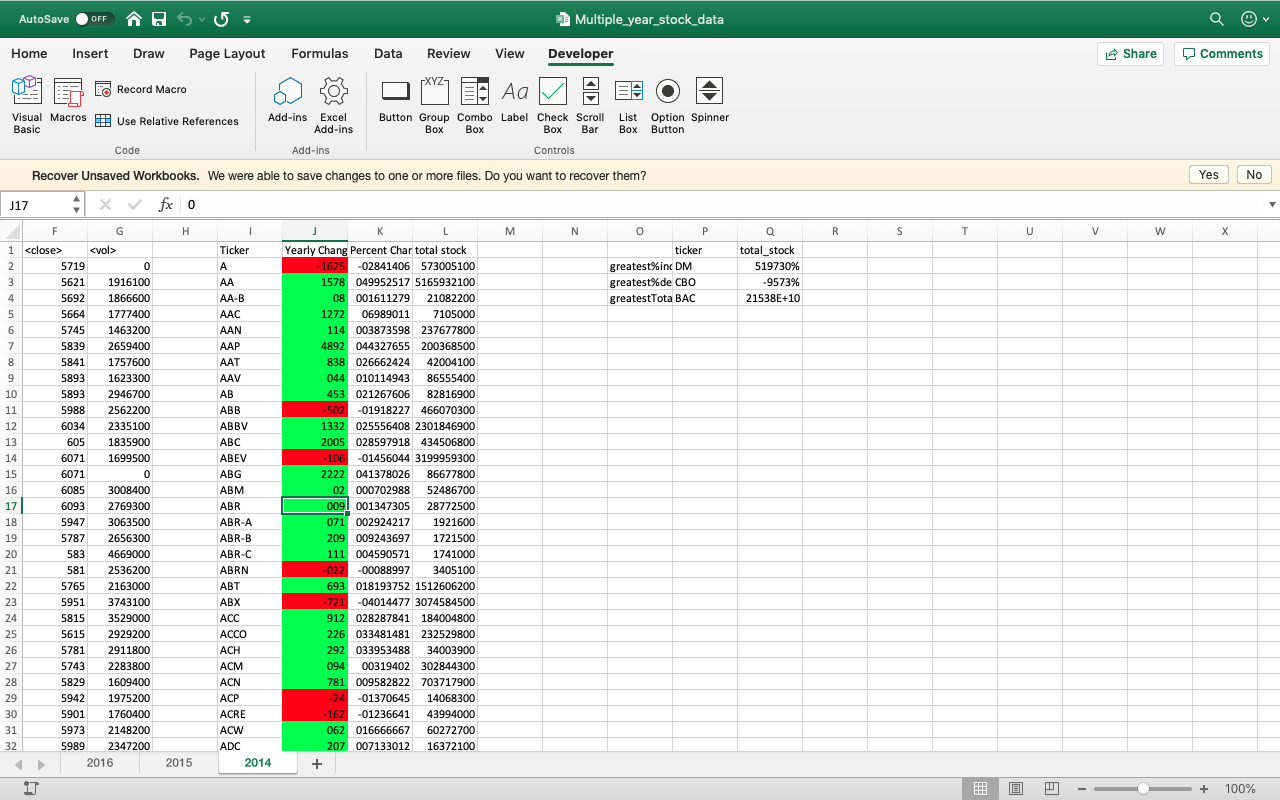 AutoSave OFF Multiple_year_stock_data
Home Insert Draw Page Layout Formulas Data Review View Developer Share Comments
Visual Basic Macros Record Macro Use Relative References Add-ins Excel Add-ins Button Group Box Combo Box Label Check Box Scroll Bar List Box Option Button Spinner
XYZ Aa
Code Add-ins Controls
Recover Unsaved Workbooks. We were able to save changes to one or more files. Do you want to recover them? Yes No
J17 fx 0
F G H I J K L M N O P Q R S T U V W X
1 <close> <vol> Ticker Yearly Chang Percent Char total stock ticker total_stock
2 5719 0 A -1625 -02841406 573005100 greatest%inc DM 519730%
3 5621 1916100 AA 1578 049952517 5165932100 greatest%de CBO -9573%
4 5692 1866600 AA-B 08 001611279 21082200 greatestTota BAC 21538E+10
5 5664 1777400 AAC 1272 06989011 7105000
6 5745 1463200 AAN 114 003873598 237677800
7 5839 2659400 AAP 4892 044327655 200368500
8 5841 1757600 AAT 838 026662424 42004100
9 5893 1623300 AAV 044 010114943 86555400
10 5893 2946700 AB 453 021267606 82816900
11 5988 2562200 ABB -502 -01918227 466070300
12 6034 2335100 ABBV 1332 025556408 2301846900
13 605 1835900 ABC 2005 028597918 434506800
14 6071 1699500 ABEV -106 -01456044 3199959300
15 6071 0 ABG 2222 041378026 86677800
16 6085 3008400 ABM 02 000702988 52486700
17 6093 2769300 ABR 009 001347305 28772500
18 5947 3063500 ABR-A 071 002924217 1921600
19 5787 2656300 ABR-B 209 009243697 1721500
20 583 4669000 ABR-C 111 004590571 1741000
21 581 2536200 ABRN -022 -00088997 3405100
22 5765 2163000 ABT 693 018193752 1512606200
23 5951 3743100 ABX -721 -04014477 3074584500
24 5815 3529000 ACC 912 028287841 184004800
25 5615 2929200 ACCO 226 033481481 232529800
26 5781 2911800 ACH 292 033953488 34003900
27 5743 2283800 ACM 094 00319402 302844300
28 5829 1609400 ACN 781 009582822 703717900
29 5942 1975200 ACP -24 -01370645 14068300
30 5901 1760400 ACRE -162 -01236641 43994000
31 5973 2148200 ACW 062 016666667 60272700
32 5989 2347200 ADC 207 007133012 16372100
2016 2015 2014
100%